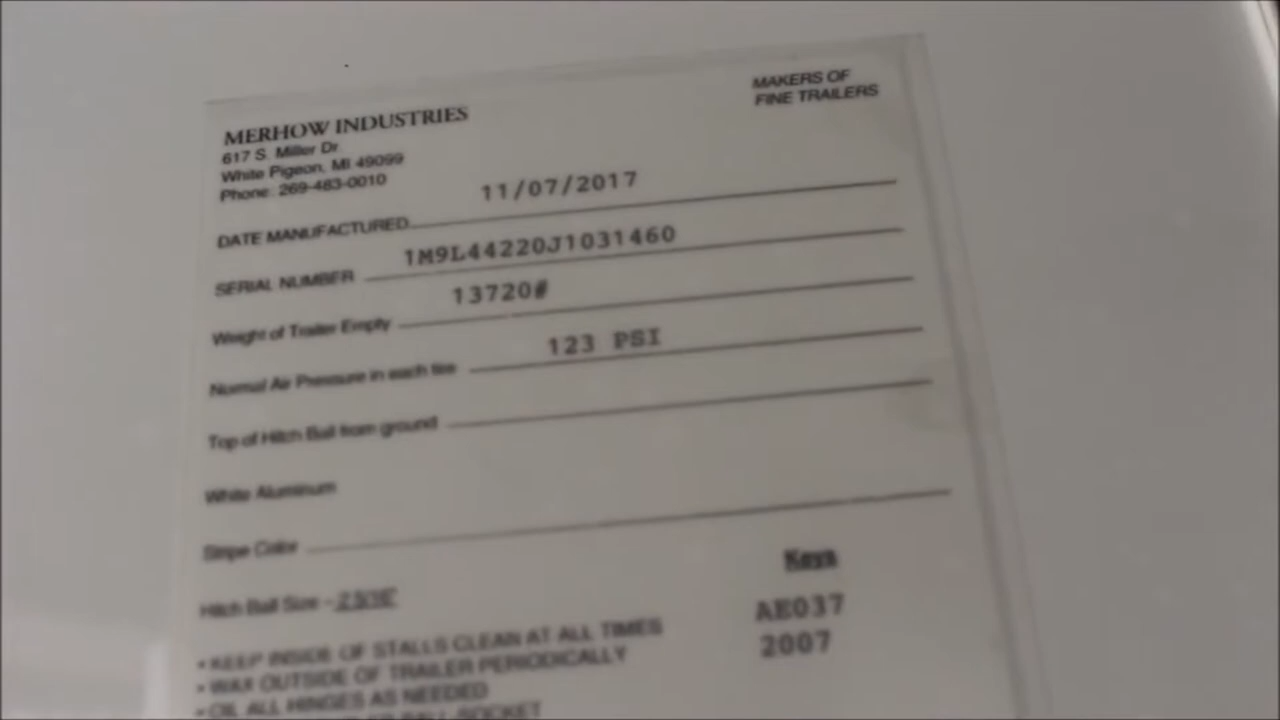 MERHOW INDUSTRIES
617 S. Miller Dr
White Pigeon, MI 49099
Phone: 269-483-0010
MAKERS OF
FINE TRAILERS
DATE MANUFACTURED 11/07/2017
SERIAL NUMBER 1M9L44220J1031460
Weight of Trailer Empty 13720#
Normal Air Pressure in each tire 123 PSI
Top of Hitch Ball from ground
White Aluminum
Stripe Color
Hitch Ball Size -
Keys
AE037
2007
• KEEP INSIDE OF STALLS CLEAN AT ALL TIMES
• WAX OUTSIDE OF TRAILER PERIODICALLY
• OIL ALL HINGES AS NEEDED
BALL SOCKET